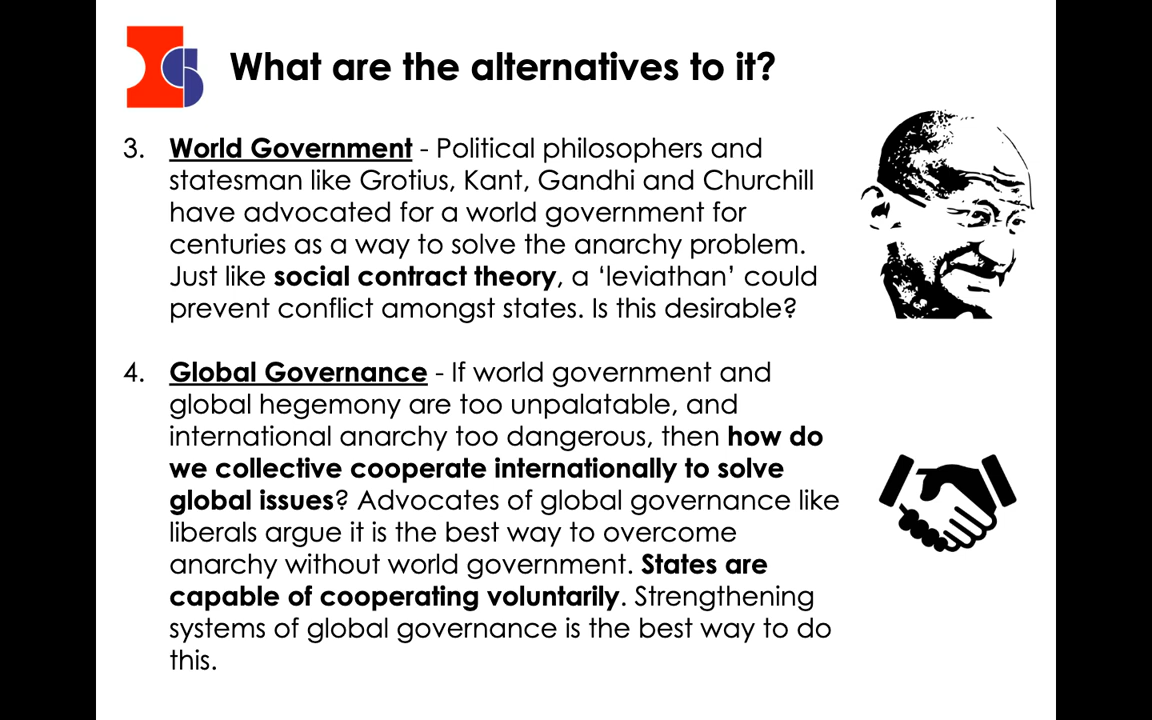 What are the alternatives to it?
3. World Government - Political philosophers and
statesman like Grotius, Kant, Gandhi and Churchill
have advocated for a world government for
centuries as a way to solve the anarchy problem.
Just like social contract theory, a ‘leviathan’ could
prevent conflict amongst states. Is this desirable?
4. Global Governance - If world government and
global hegemony are too unpalatable, and
international anarchy too dangerous, then how do
we collective cooperate internationally to solve
global issues? Advocates of global governance like
liberals argue it is the best way to overcome
anarchy without world government. States are
capable of cooperating voluntarily. Strengthening
systems of global governance is the best way to do
this.